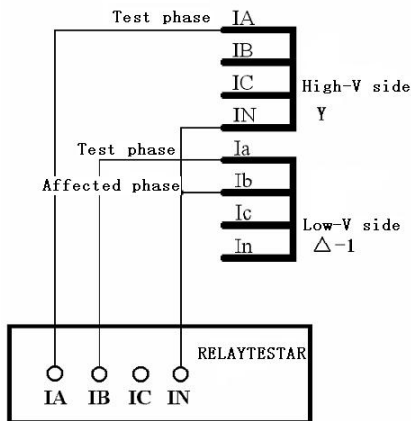 Test phase IA
IB
IC
High-V side
IN
Y
Test phase
Ia
Affected phase
Ib
Ic
Low-V side
In
△-1
RELAYTESTAR
IA IB IC IN